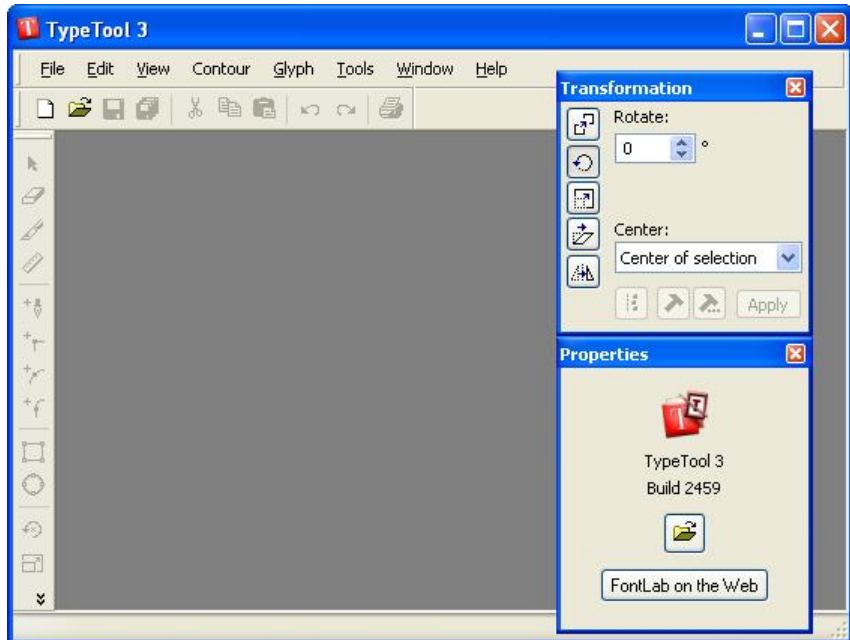 TypeTool 3
File Edit View Contour Glyph Tools Window Help
Transformation
Rotate:
0 °
Center:
Center of selection
Apply
Properties
TypeTool 3
Build 2459
FontLab on the Web